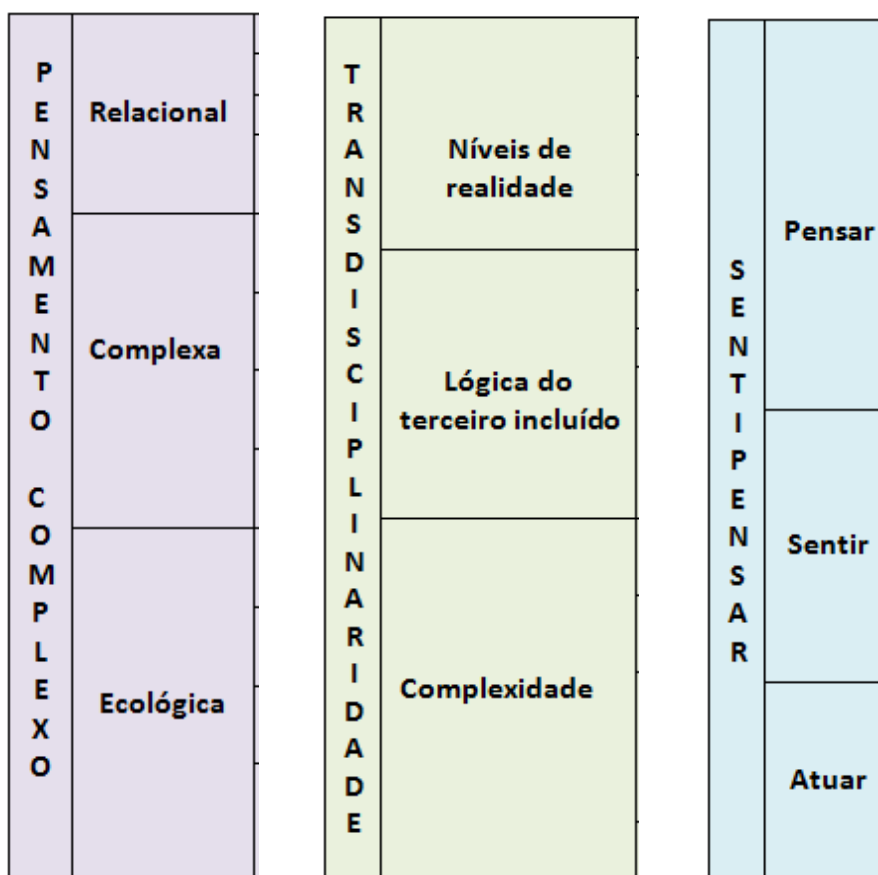 PENSAMENTO COMPLEXO
Relacional
Complexa
Ecológica
TRANSDISCIPLINARIDADE
Níveis de
realidade
Lógica do
terceiro incluído
Complexidade
SENTIPENSAR
Pensar
Sentir
Atuar